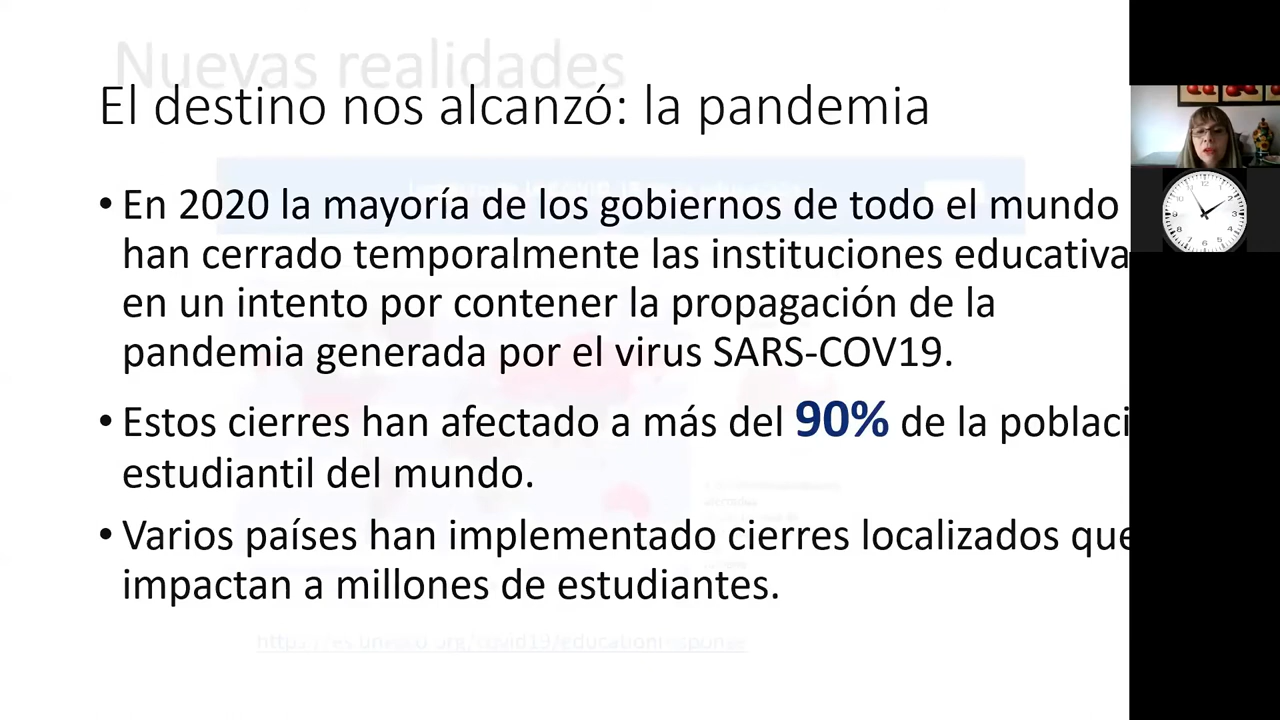 Nuevas realidades
El destino nos alcanzó: la pandemia
• En 2020 la mayoría de los gobiernos de todo el mundo
han cerrado temporalmente las instituciones educativa
en un intento por contener la propagación de la
pandemia generada por el virus SARS-COV19.
• Estos cierres han afectado a más del 90% de la poblaci
estudiantil del mundo.
• Varios países han implementado cierres localizados que
impactan a millones de estudiantes.